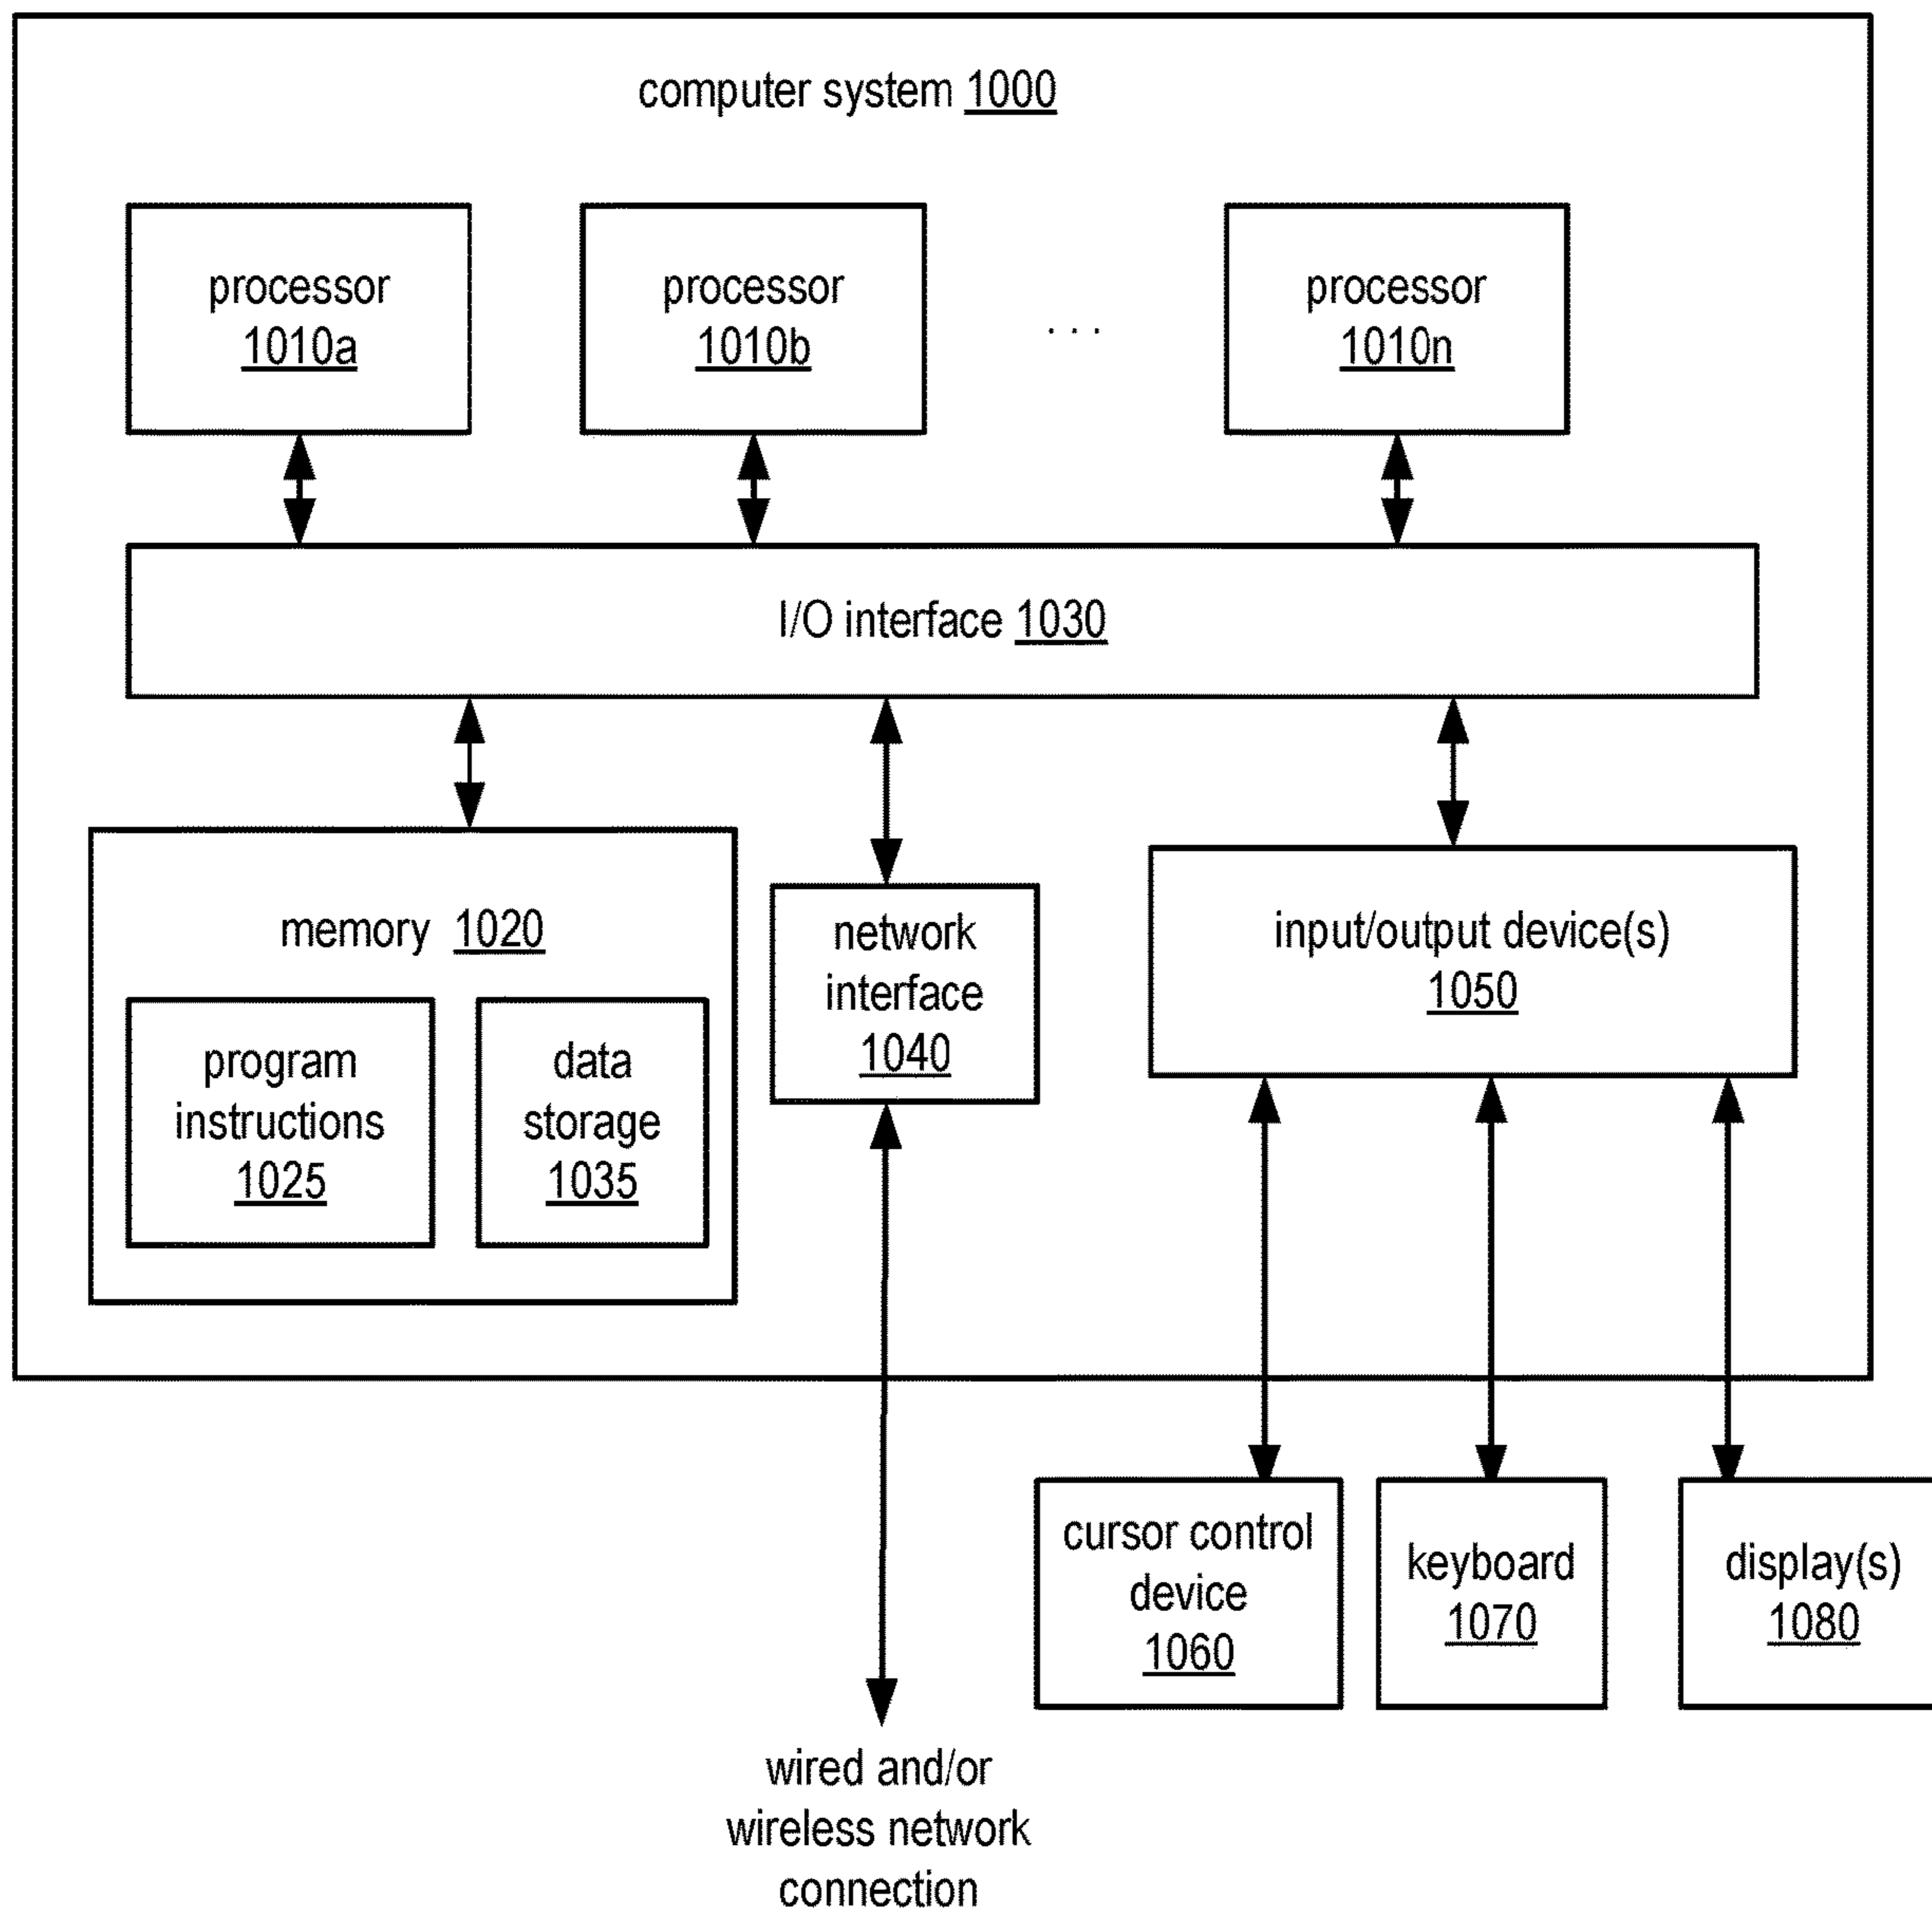 computer system 1000
processor
1010a
processor
1010b
. . .
processor
1010n
I/O interface 1030
memory 1020
program
instructions
1025
data
storage
1035
network
interface
1040
input/output device(s)
1050
cursor control
device
1060
keyboard
1070
display(s)
1080
wired and/or
wireless network
connection